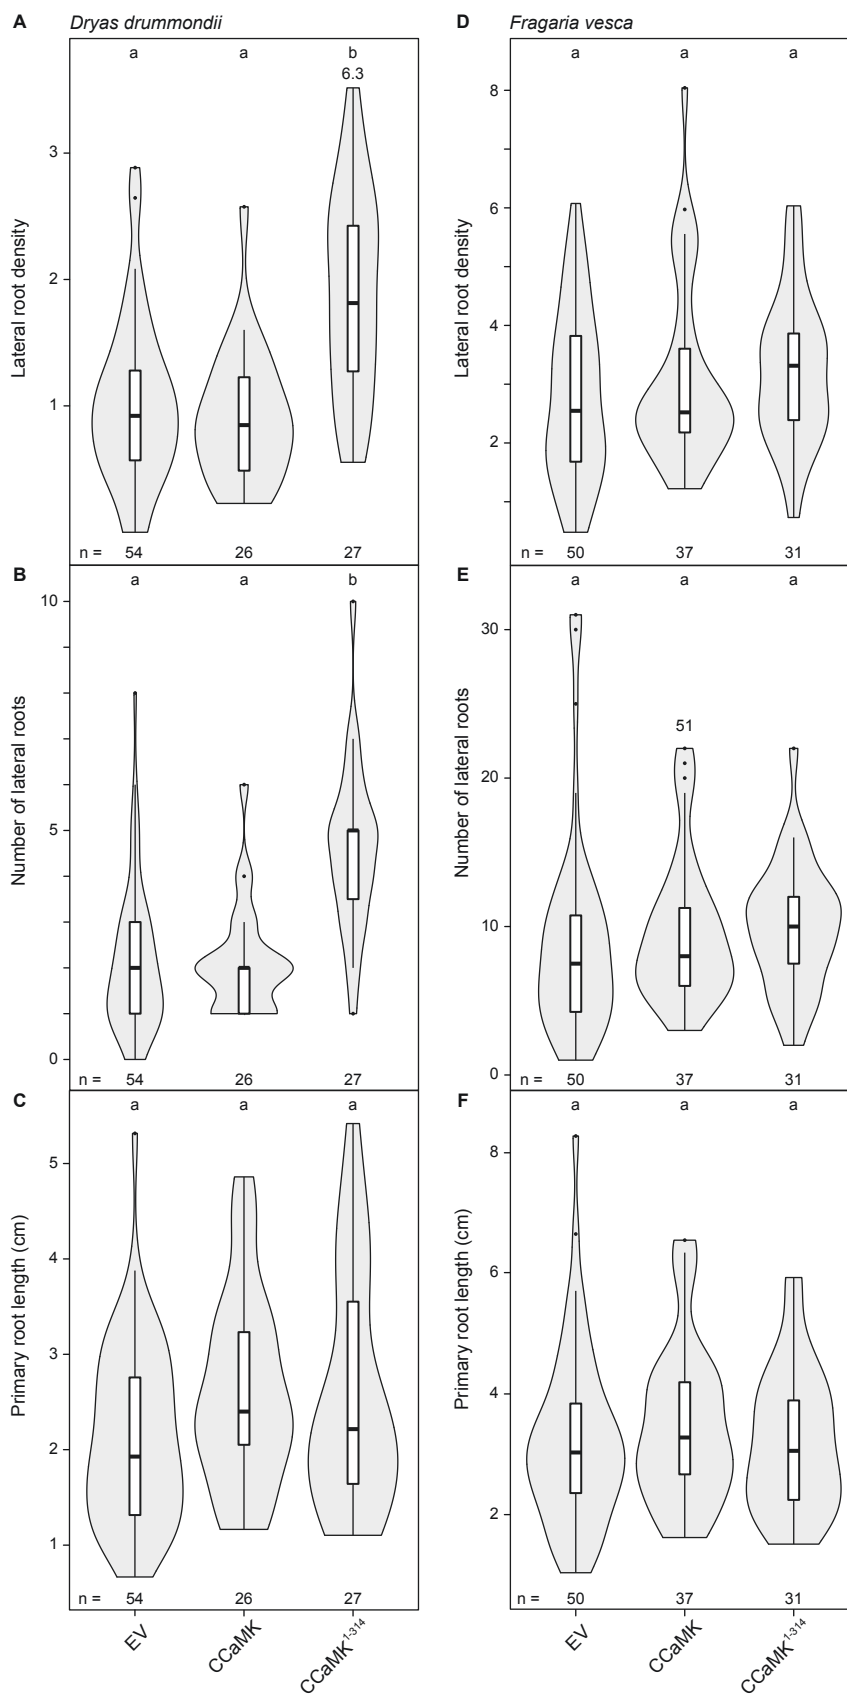 A Dryas drummondii
a a b
6.3
Lateral root density
3
2
1
n = 54 26 27
B
a a b
Number of lateral roots
10
5
0
n = 54 26 27
C
a a a
Primary root length (cm)
5
4
3
2
1
n = 54 26 27
EV CCaMK CCaMK¹⁻³¹⁴
D Fragaria vesca
a a a
Lateral root density
8
6
4
2
n = 50 37 31
E
a a a
Number of lateral roots
30
51
20
10
0
n = 50 37 31
F
a a a
Primary root length (cm)
8
6
4
2
n = 50 37 31
EV CCaMK CCaMK¹⁻³¹⁴